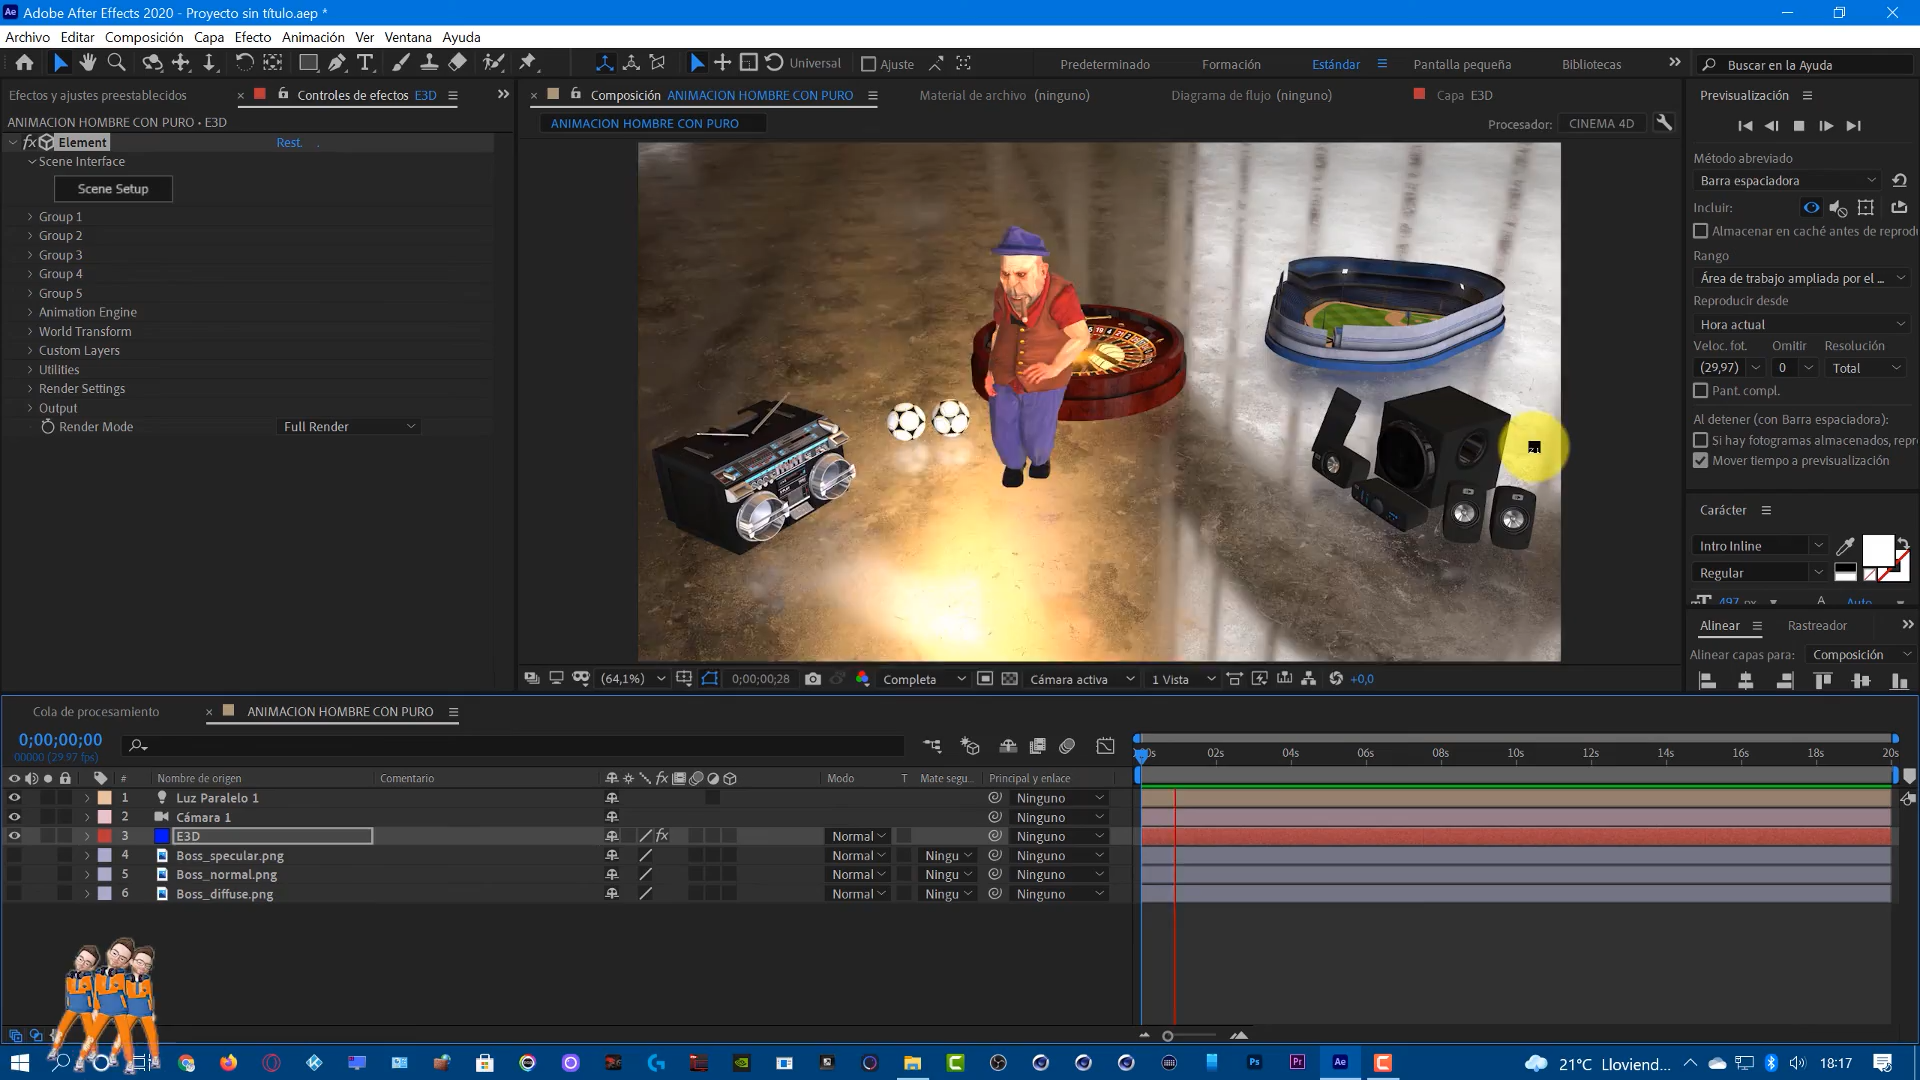 Adobe After Effects 2020 - Proyecto sin título.aep *
Archivo Editar Composición Capa Efecto Animación Ver Ventana Ayuda
Universal Ajuste Predeterminado Formación Estándar Pantalla pequeña Bibliotecas Buscar en la Ayuda
Efectos y ajustes preestablecidos Controles de efectos E3D
Composición ANIMACION HOMBRE CON PURO Material de archivo (ninguno) Diagrama de flujo (ninguno) Capa E3D
ANIMACION HOMBRE CON PURO • E3D
ANIMACION HOMBRE CON PURO Procesador: CINEMA 4D
fx Element Rest.
Scene Interface
Scene Setup
Group 1
Group 2
Group 3
Group 4
Group 5
Animation Engine
World Transform
Custom Layers
Utilities
Render Settings
Output
Render Mode Full Render
Previsualización
Método abreviado
Barra espaciadora
Incluir:
Almacenar en caché antes de reprodu
Rango
Área de trabajo ampliada por el ...
Reproducir desde
Hora actual
Veloc. fot. Omitir Resolución
(29,97) 0 Total
Pant. compl.
Al detener (con Barra espaciadora):
Si hay fotogramas almacenados, repro
Mover tiempo a previsualización
Carácter
Intro Inline
Regular
497 px Auto
Alinear Rastreador
Alinear capas para: Composición
(64,1%) 0;00;00;28 Completa Cámara activa 1 Vista +0,0
Cola de procesamiento ANIMACION HOMBRE CON PURO
0;00;00;00
00000 (29.97 fps)
00s 02s 04s 06s 08s 10s 12s 14s 16s 18s 20s
# Nombre de origen Comentario fx Modo T Mate segu... Principal y enlace
1 Luz Paralelo 1 Ninguno
2 Cámara 1 Ninguno
3 E3D fx Normal Ninguno
4 Boss_specular.png Normal Ningu Ninguno
5 Boss_normal.png Normal Ningu Ninguno
6 Boss_diffuse.png Normal Ningu Ninguno
Ps Pr Ae 21°C Lloviend... 18:17